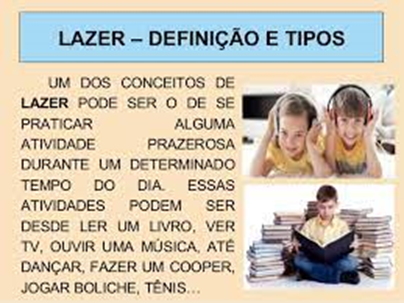 LAZER – DEFINIÇÃO E TIPOS
UM DOS CONCEITOS DE
LAZER PODE SER O DE SE
PRATICAR ALGUMA
ATIVIDADE PRAZEROSA
DURANTE UM DETERMINADO
TEMPO DO DIA. ESSAS
ATIVIDADES PODEM SER
DESDE LER UM LIVRO, VER
TV, OUVIR UMA MÚSICA, ATÉ
DANÇAR, FAZER UM COOPER,
JOGAR BOLICHE, TÊNIS...